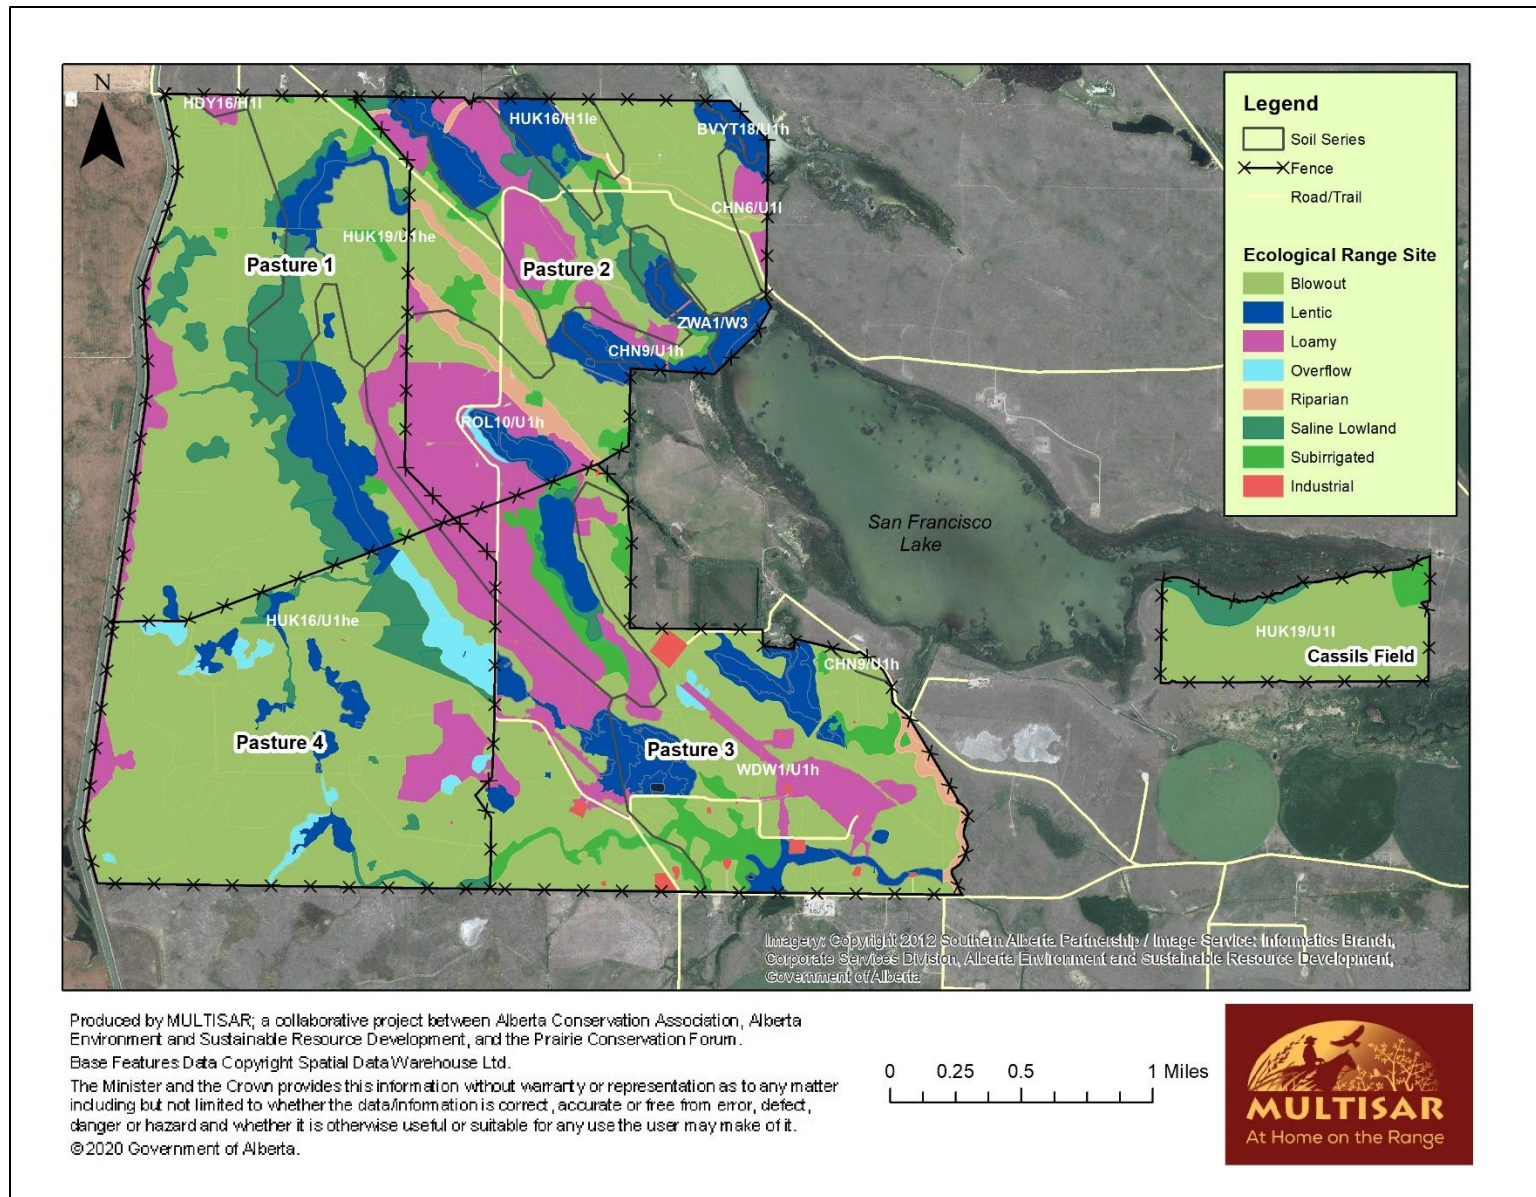 N
HDY16/H1l
HUK16/H1le
BVYT18/U1h
CHN6/U1l
HUK19/U1he
Pasture 1
Pasture 2
ZWA1/W3
CHN9/U1h
ROL10/U1h
San Francisco
Lake
HUK16/U1he
HUK19/U1l
Cassils Field
CHN9/U1h
Pasture 4
Pasture 3
WDW1/U1h
Legend
Soil Series
Fence
Road/Trail
Ecological Range Site
Blowout
Lentic
Loamy
Overflow
Riparian
Saline Lowland
Subirrigated
Industrial
Imagery: Copyright 2012 Southern Alberta Partnership / Image Service: Informatics Branch,
Corporate Services Division, Alberta Environment and Sustainable Resource Development,
Government of Alberta
Produced by MULTISAR; a collaborative project between Alberta Conservation Association, Alberta
Environment and Sustainable Resource Development, and the Prairie Conservation Forum.
Base Features Data Copyright Spatial Data Warehouse Ltd.
The Minister and the Crown provides this information without warranty or representation as to any matter
including but not limited to whether the data/information is correct, accurate or free from error, defect,
danger or hazard and whether it is otherwise useful or suitable for any use the user may make of it.
©2020 Government of Alberta.
0 0.25 0.5 1 Miles
MULTISAR
At Home on the Range